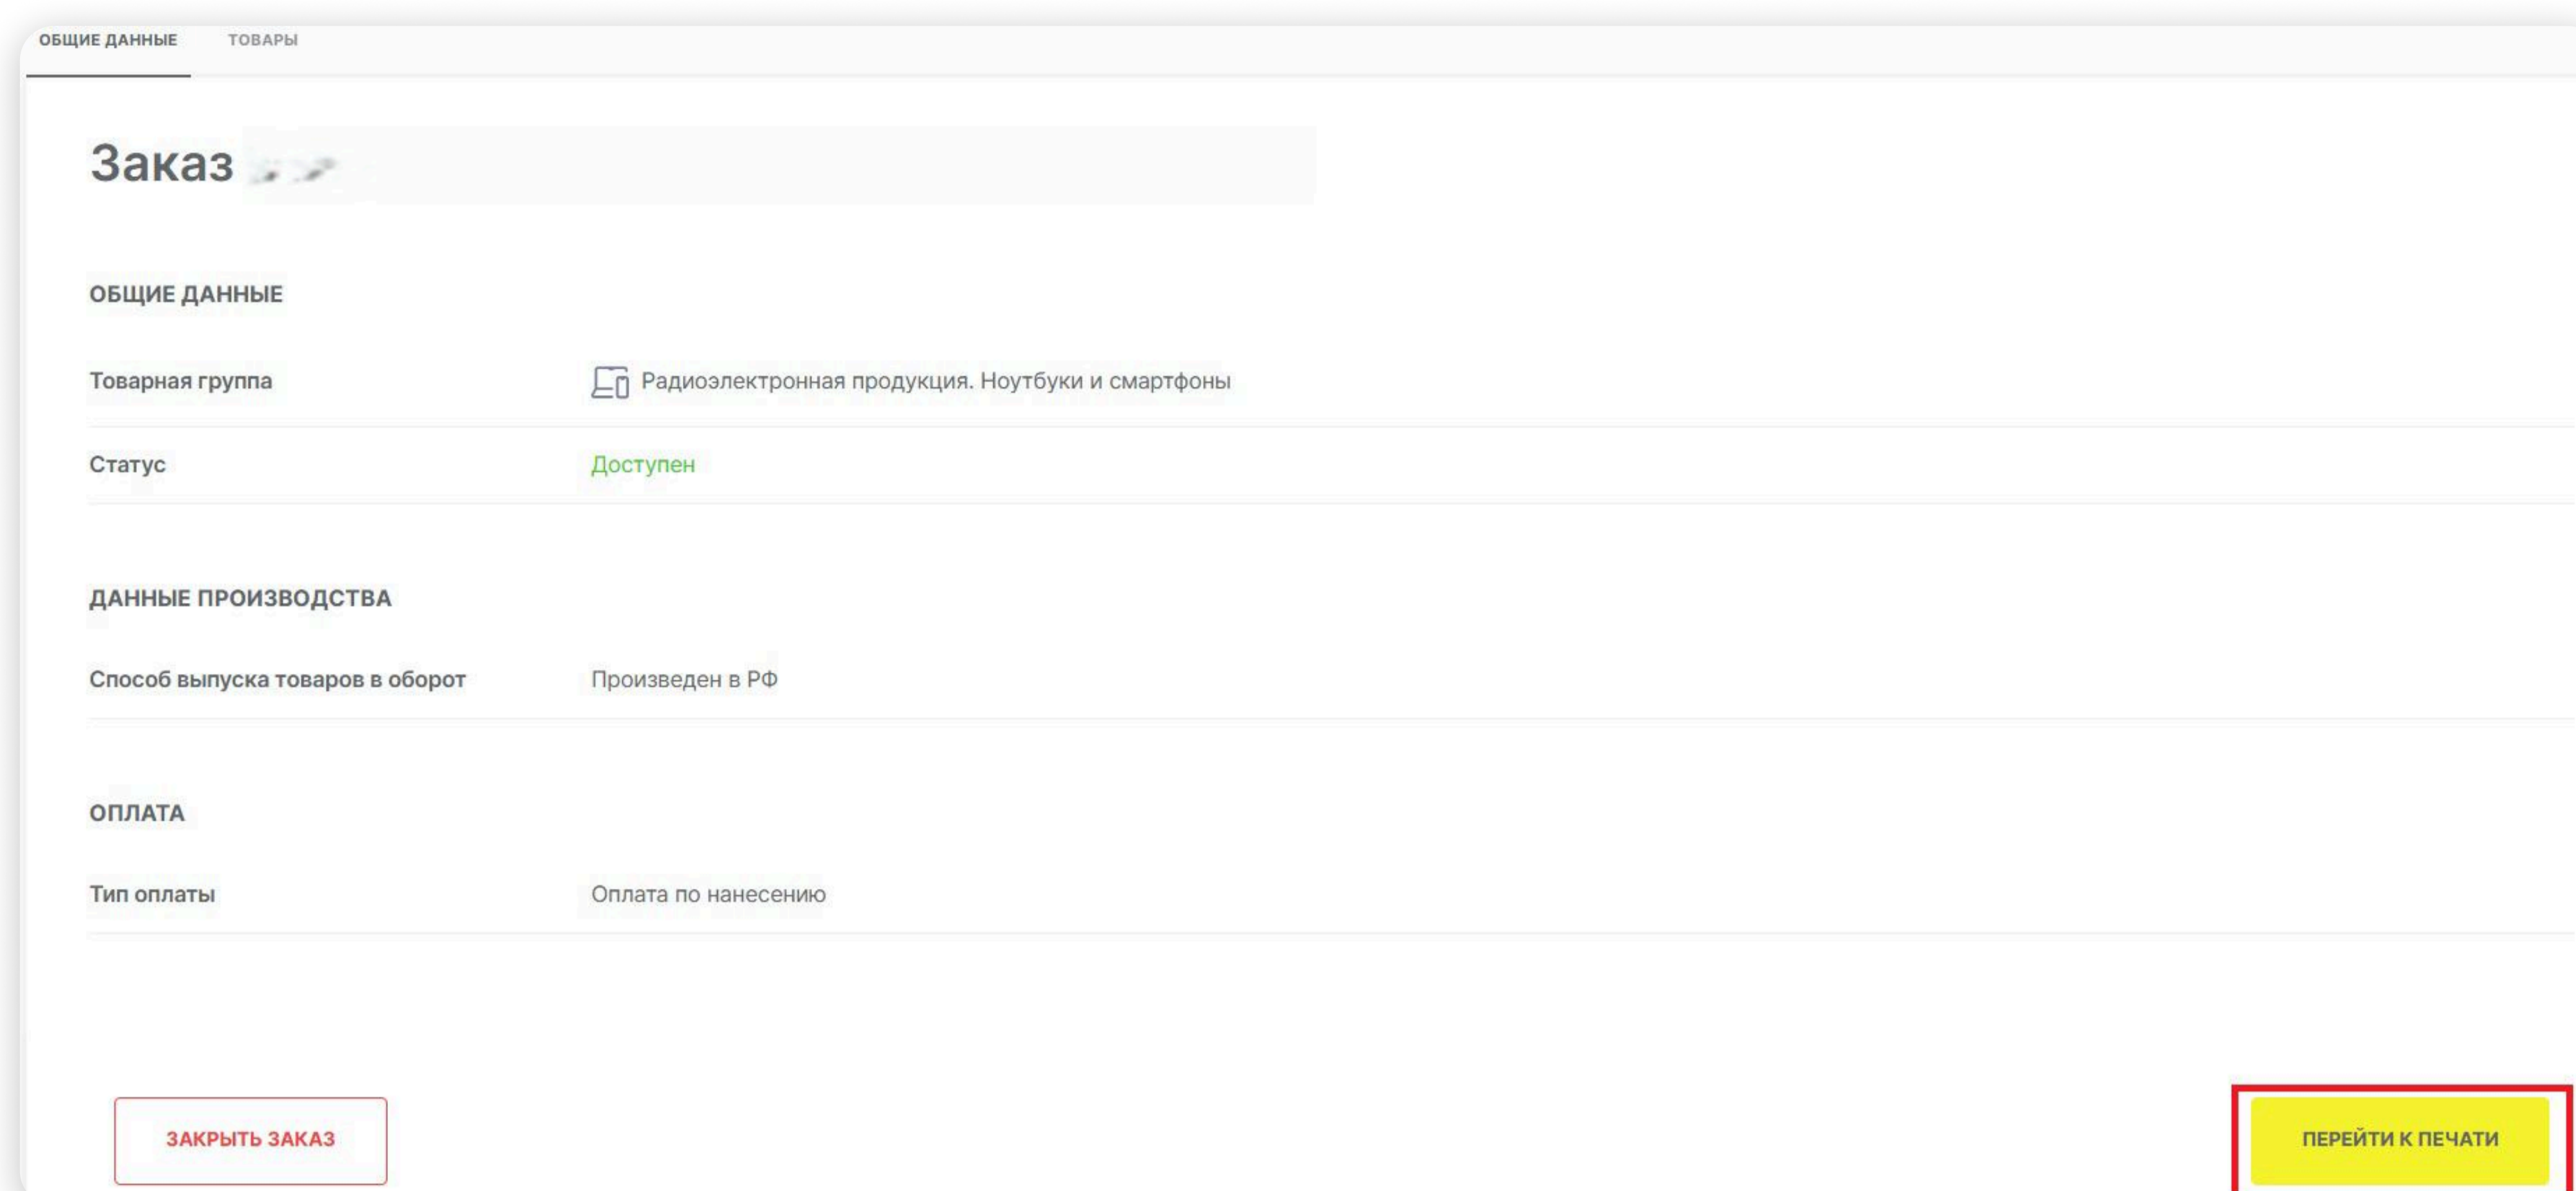 ОБЩИЕ ДАННЫЕ ТОВАРЫ
Заказ
ОБЩИЕ ДАННЫЕ
Товарная группа Радиоэлектронная продукция. Ноутбуки и смартфоны
Статус Доступен
ДАННЫЕ ПРОИЗВОДСТВА
Способ выпуска товаров в оборот Произведен в РФ
ОПЛАТА
Тип оплаты Оплата по нанесению
ЗАКРЫТЬ ЗАКАЗ ПЕРЕЙТИ К ПЕЧАТИ